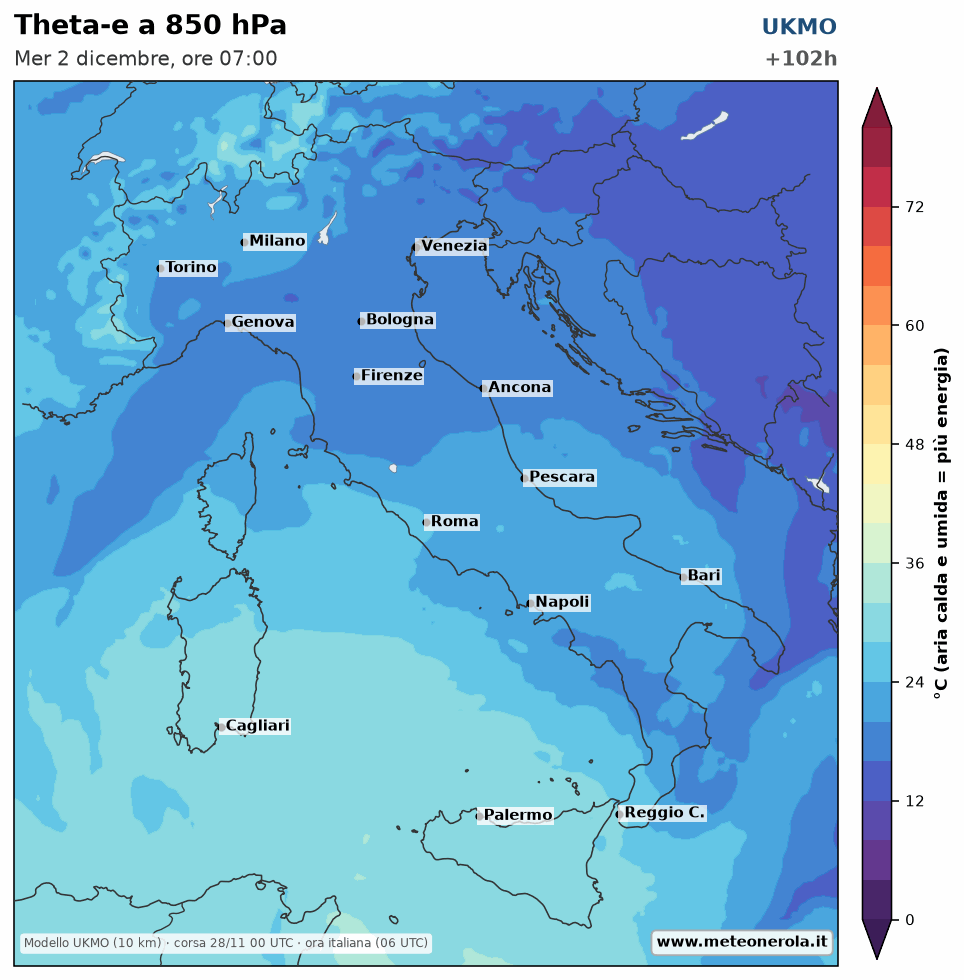 Theta-e a 850 hPa
UKMO
Mer 2 dicembre, ore 07:00
+102h
Milano
Venezia
Torino
Genova
Bologna
Firenze
Ancona
Pescara
Roma
Bari
Napoli
Cagliari
Palermo
Reggio C.
72
60
48
36
24
12
0
°C (aria calda e umida = più energia)
Modello UKMO (10 km) · corsa 28/11 00 UTC · ora italiana (06 UTC)
www.meteonerola.it